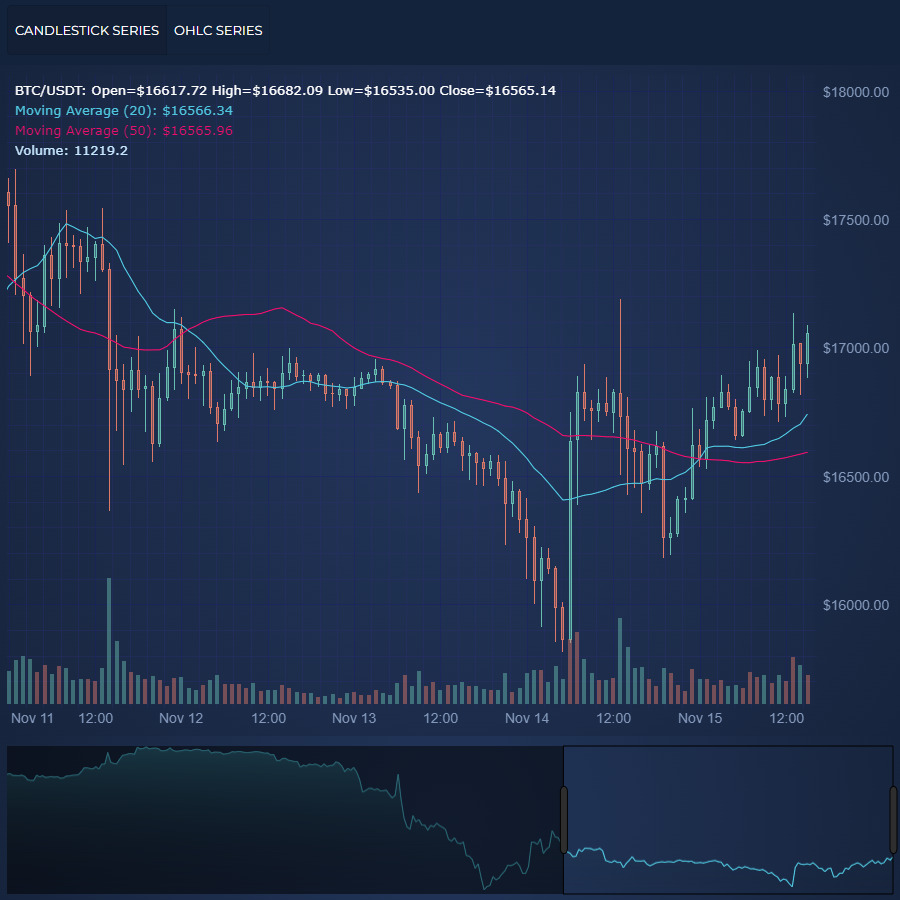 CANDLESTICK SERIES OHLC SERIES
BTC/USDT: Open=$16617.72 High=$16682.09 Low=$16535.00 Close=$16565.14
Moving Average (20): $16566.34
Moving Average (50): $16565.96
Volume: 11219.2
$18000.00
$17500.00
$17000.00
$16500.00
$16000.00
Nov 11 12:00 Nov 12 12:00 Nov 13 12:00 Nov 14 12:00 Nov 15 12:00